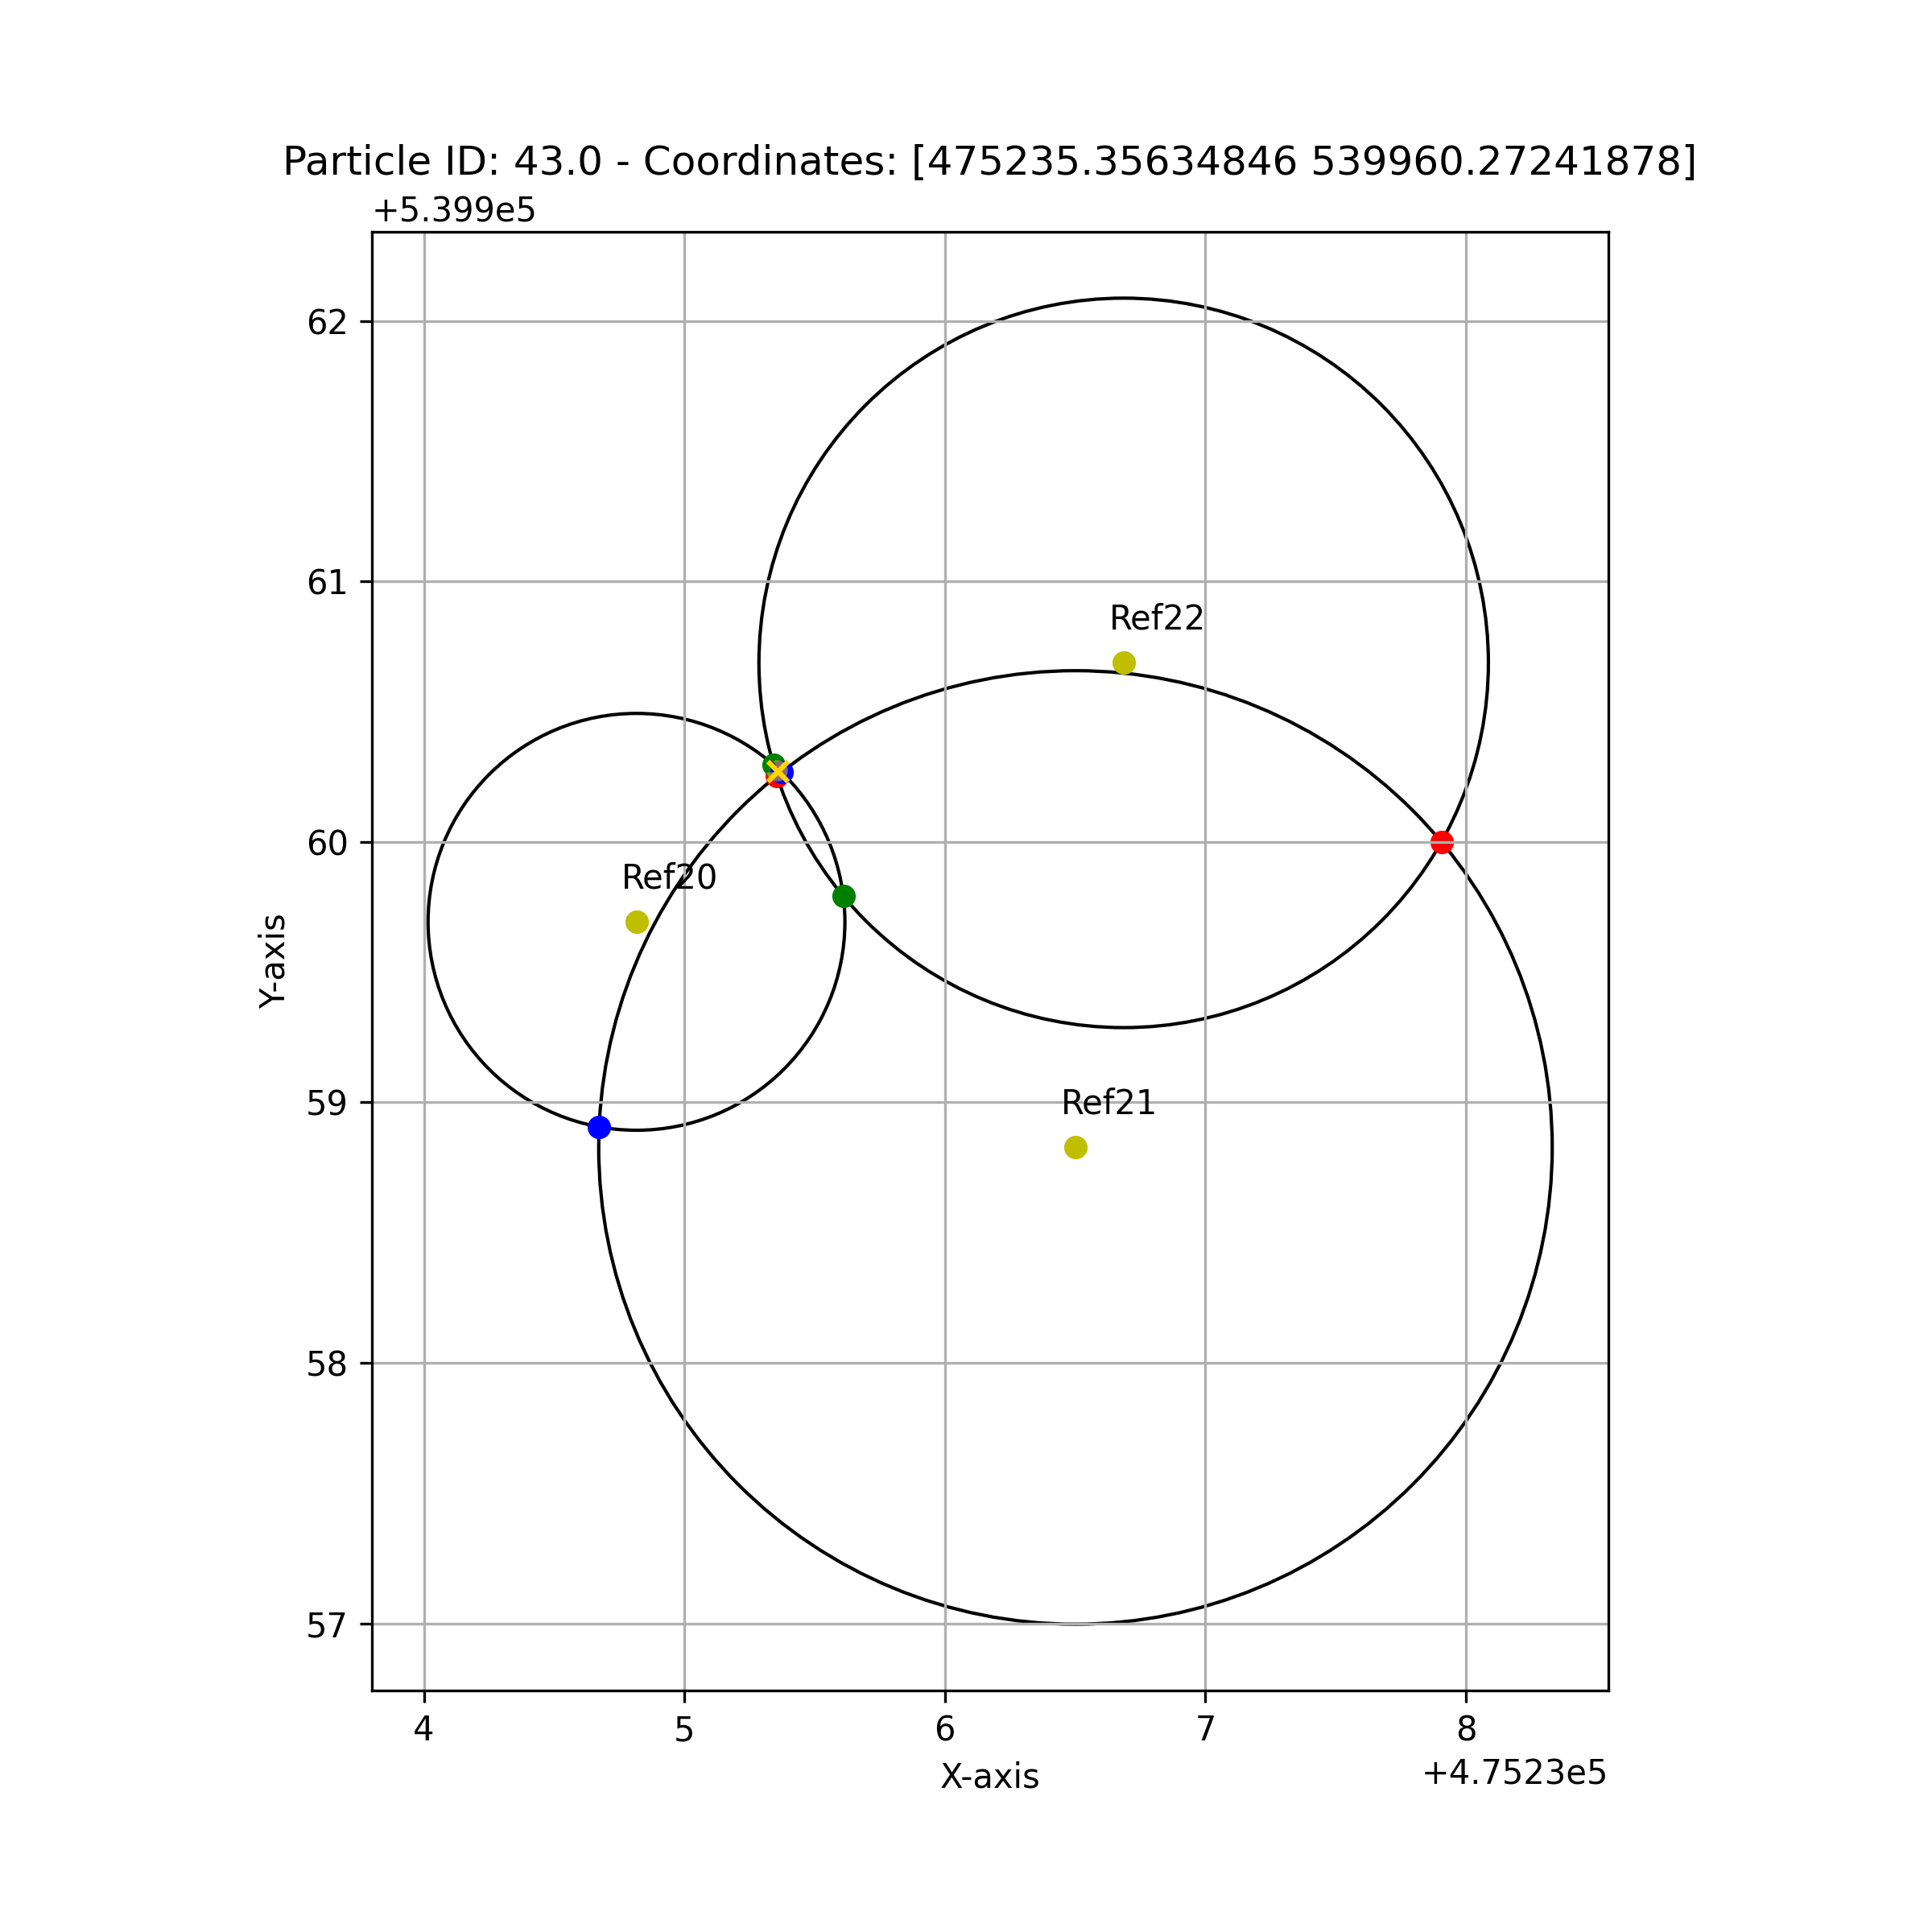 Particle ID: 43.0 - Coordinates: [475235.35634846 539960.27241878]
+5.399e5
62
61
Ref22
60
Ref20
Y-axis
59
Ref21
58
57
4 5 6 7 8
X-axis
+4.7523e5